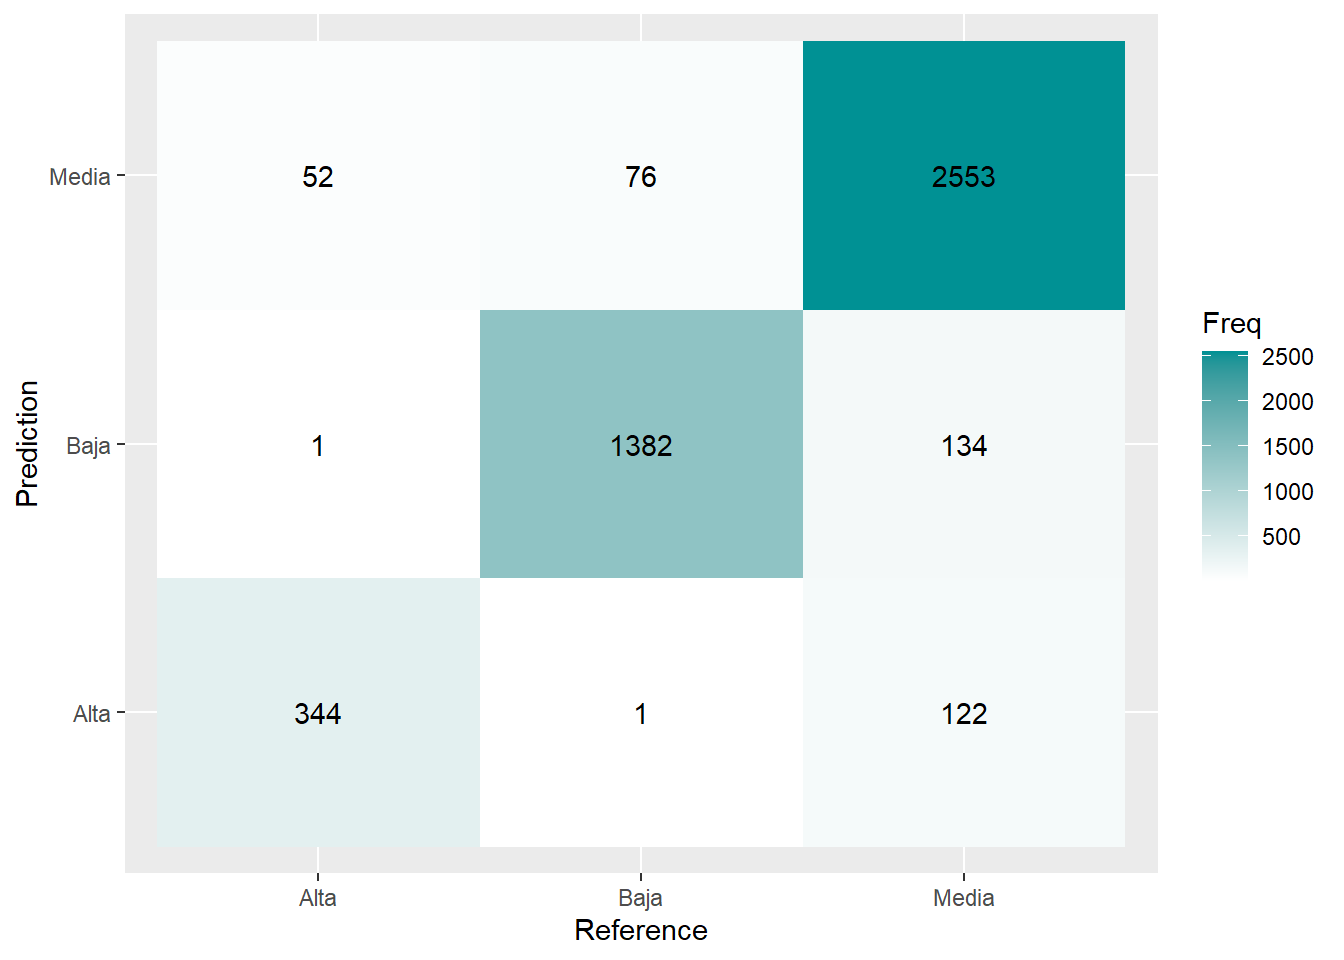 Media 52 76 2553
Baja 1 1382 134
Alta 344 1 122
Alta Baja Media
Reference
Prediction
Freq
2500
2000
1500
1000
500